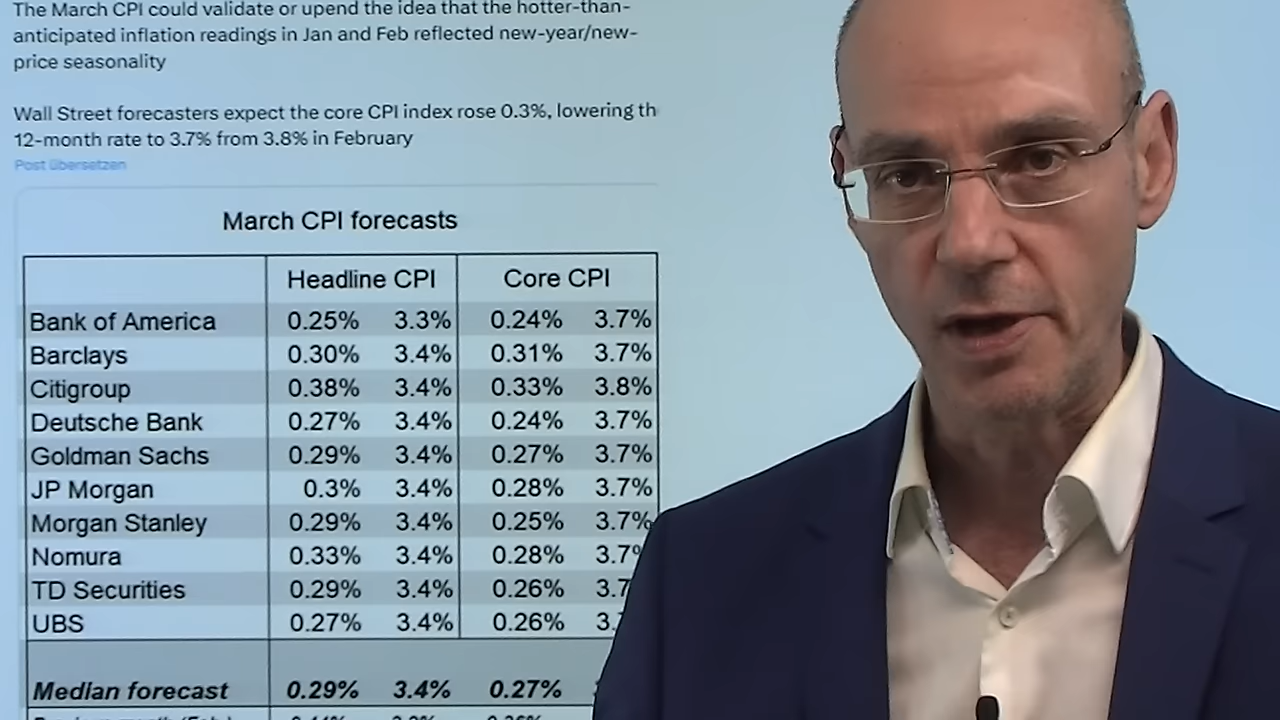 The March CPI could validate or upend the idea that the hotter-than-
anticipated inflation readings in Jan and Feb reflected new-year/new-
price seasonality
Wall Street forecasters expect the core CPI index rose 0.3%, lowering th
12-month rate to 3.7% from 3.8% in February
Post übersetzen
March CPI forecasts
Headline CPI Core CPI
Bank of America 0.25% 3.3% 0.24% 3.7%
Barclays 0.30% 3.4% 0.31% 3.7%
Citigroup 0.38% 3.4% 0.33% 3.8%
Deutsche Bank 0.27% 3.4% 0.24% 3.7%
Goldman Sachs 0.29% 3.4% 0.27% 3.7%
JP Morgan 0.3% 3.4% 0.28% 3.7%
Morgan Stanley 0.29% 3.4% 0.25% 3.7%
Nomura 0.33% 3.4% 0.28% 3.7%
TD Securities 0.29% 3.4% 0.26% 3.7
UBS 0.27% 3.4% 0.26% 3.
Median forecast 0.29% 3.4% 0.27%